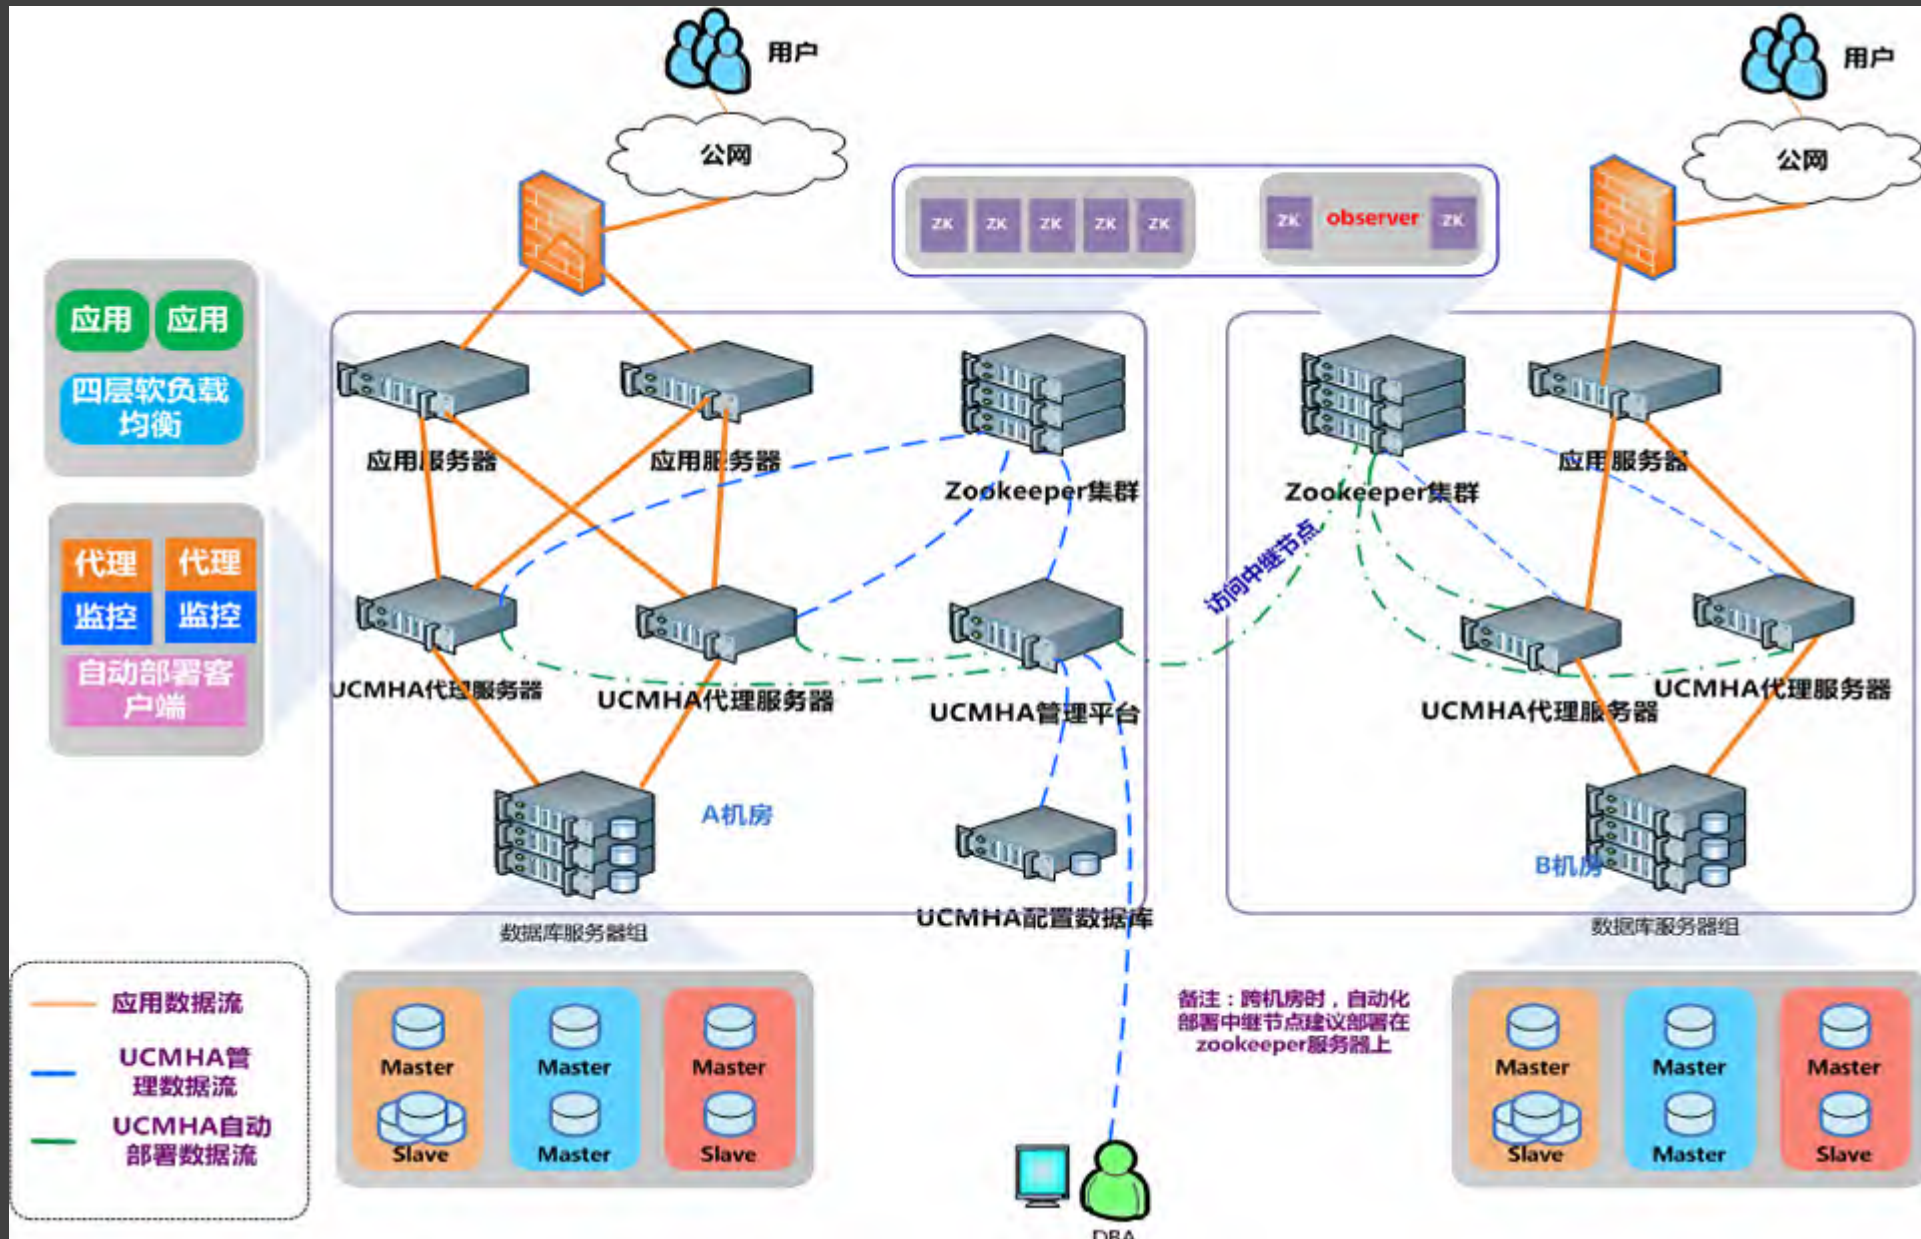 用户
用户
公网
公网
ZK
ZK
ZK
ZK
ZK
ZK
observer
ZK
应用
应用
四层软负载
均衡
应用服务器
应用服务器
Zookeeper集群
Zookeeper集群
应用服务器
代理
代理
监控
监控
自动部署客
户端
访问中继节点
UCMHA代理服务器
UCMHA代理服务器
UCMHA管理平台
UCMHA代理服务器
UCMHA代理服务器
A机房
B机房
UCMHA配置数据库
数据库服务器组
数据库服务器组
应用数据流
UCMHA管
理数据流
UCMHA自动
部署数据流
Master
Master
Master
Slave
Master
Slave
备注：跨机房时，自动化
部署中继节点建议部署在
zookeeper服务器上
Master
Master
Master
Slave
Master
Slave
DBA